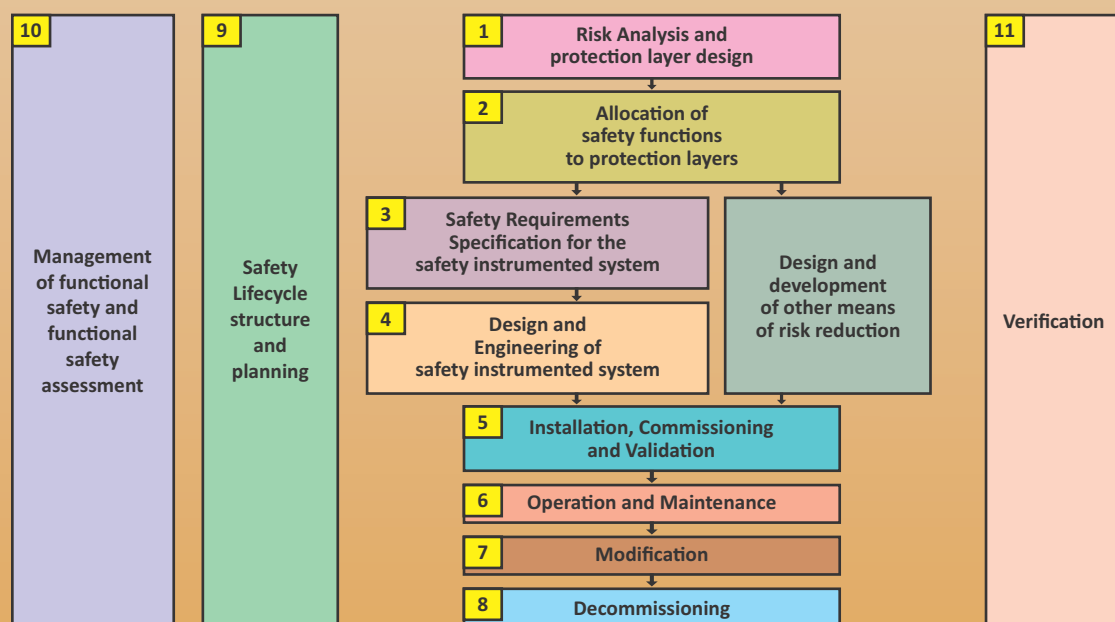 10
Management
of functional
safety and
functional
safety
assessment
9
Safety
Lifecycle
structure
and
planning
1
Risk Analysis and
protection layer design
2
Allocation of
safety functions
to protection layers
3
Safety Requirements
Specification for the
safety instrumented system
4
Design and
Engineering of
safety instrumented system
Design and
development
of other means
of risk reduction
5
Installation, Commissioning
and Validation
6
Operation and Maintenance
7
Modification
8
Decommissioning
11
Verification